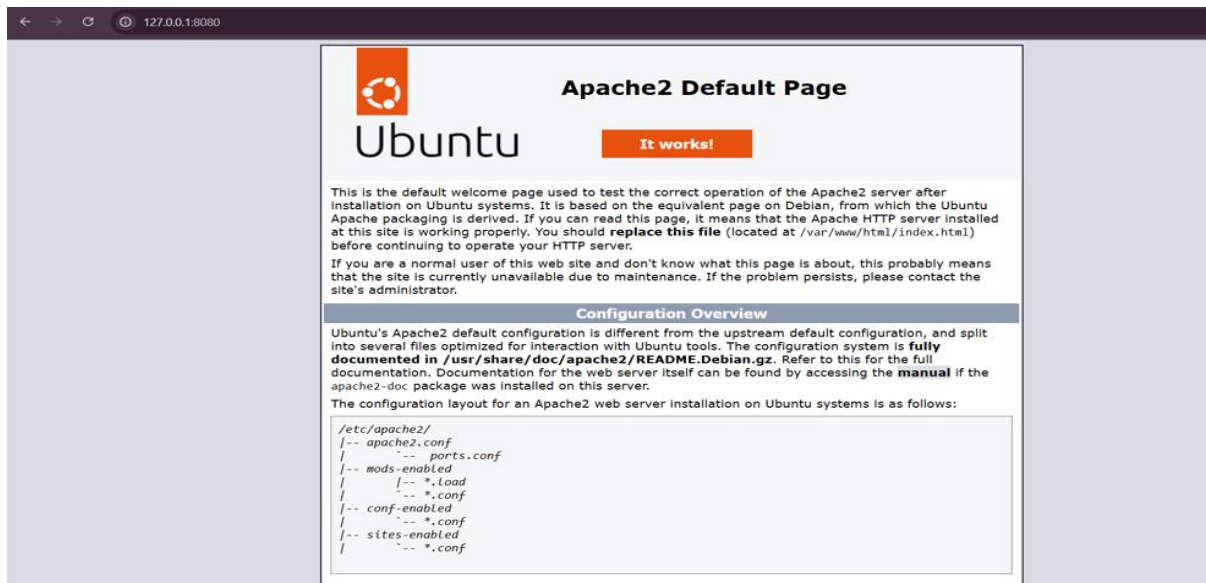 127.0.0.1:8080
Apache2 Default Page
Ubuntu
It works!
This is the default welcome page used to test the correct operation of the Apache2 server after
installation on Ubuntu systems. It is based on the equivalent page on Debian, from which the Ubuntu
Apache packaging is derived. If you can read this page, it means that the Apache HTTP server installed
at this site is working properly. You should replace this file (located at /var/www/html/index.html)
before continuing to operate your HTTP server.
If you are a normal user of this web site and don't know what this page is about, this probably means
that the site is currently unavailable due to maintenance. If the problem persists, please contact the
site's administrator.
Configuration Overview
Ubuntu's Apache2 default configuration is different from the upstream default configuration, and split
into several files optimized for interaction with Ubuntu tools. The configuration system is fully
documented in /usr/share/doc/apache2/README.Debian.gz. Refer to this for the full
documentation. Documentation for the web server itself can be found by accessing the manual if the
apache2-doc package was installed on this server.
The configuration layout for an Apache2 web server installation on Ubuntu systems is as follows:
/etc/apache2/
|-- apache2.conf
|       `--  ports.conf
|-- mods-enabled
|       |-- *.load
|       `-- *.conf
|-- conf-enabled
|       `-- *.conf
|-- sites-enabled
|       `-- *.conf